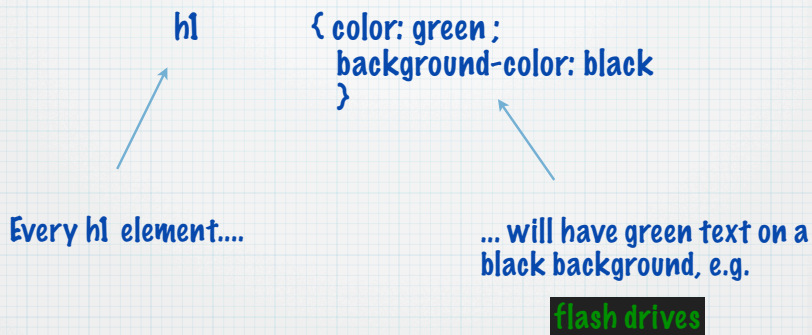 h1 { color: green ;
background-color: black
}
Every h1 element....
... will have green text on a
black background, e.g.
flash drives